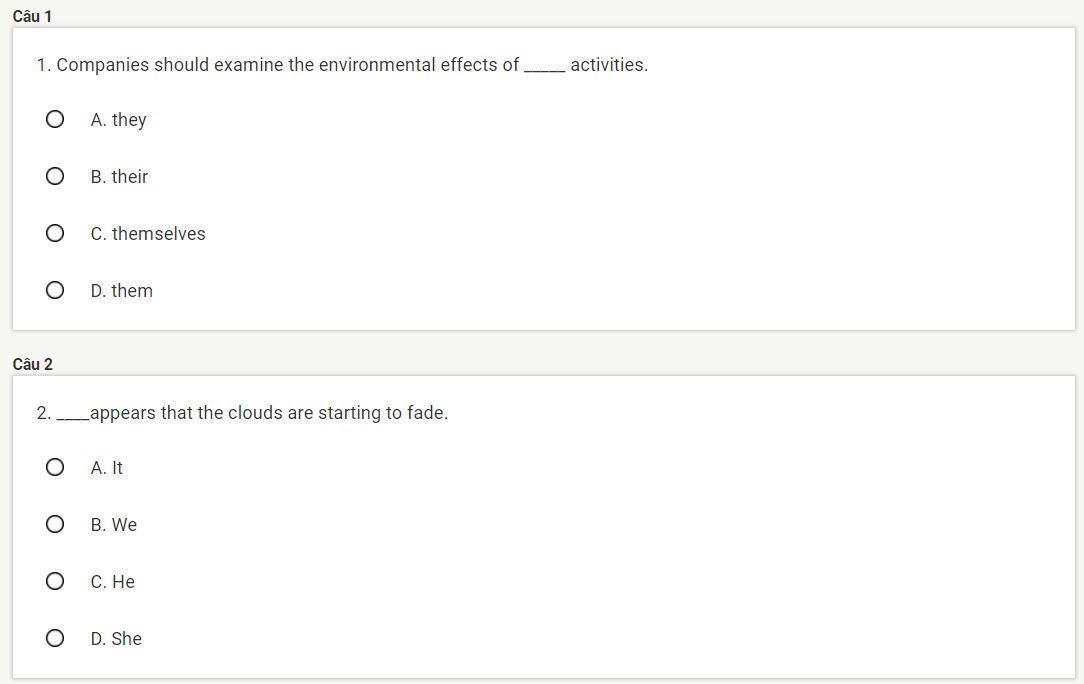 Câu 1
1. Companies should examine the environmental effects of _____ activities.
A. they
B. their
C. themselves
D. them
Câu 2
2. ____appears that the clouds are starting to fade.
A. It
B. We
C. He
D. She